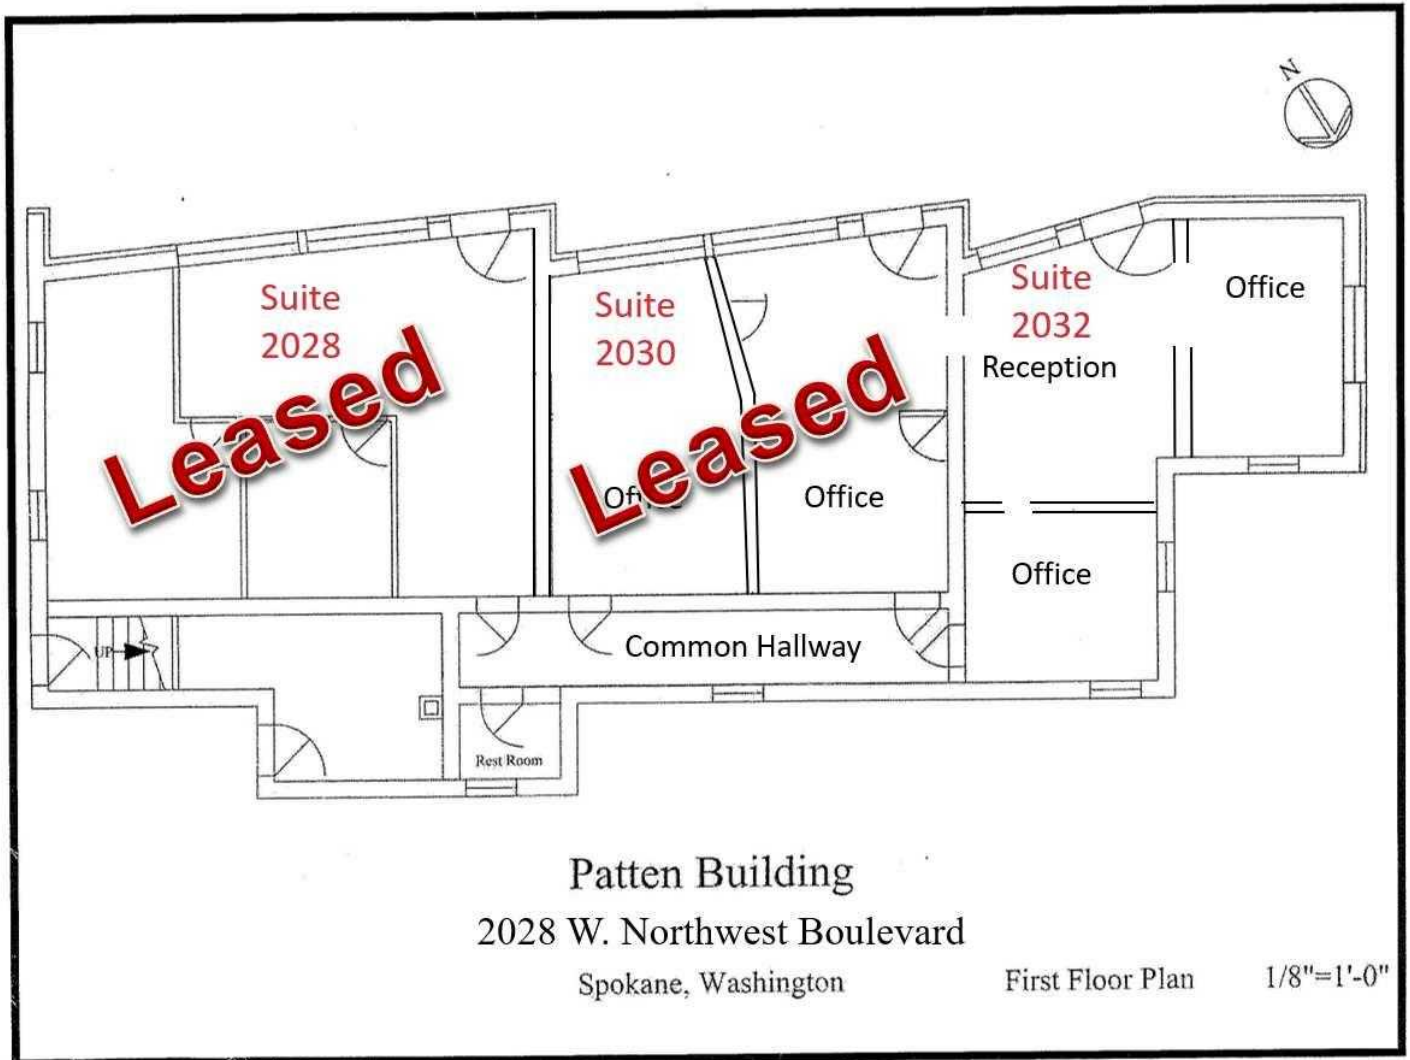 N
Suite
2028
Leased
Suite
2030
Leased
Office
Office
Suite
2032
Reception
Office
Office
UP
Common Hallway
Rest Room
Patten Building
2028 W. Northwest Boulevard
Spokane, Washington
First Floor Plan
1/8"=1'-0"